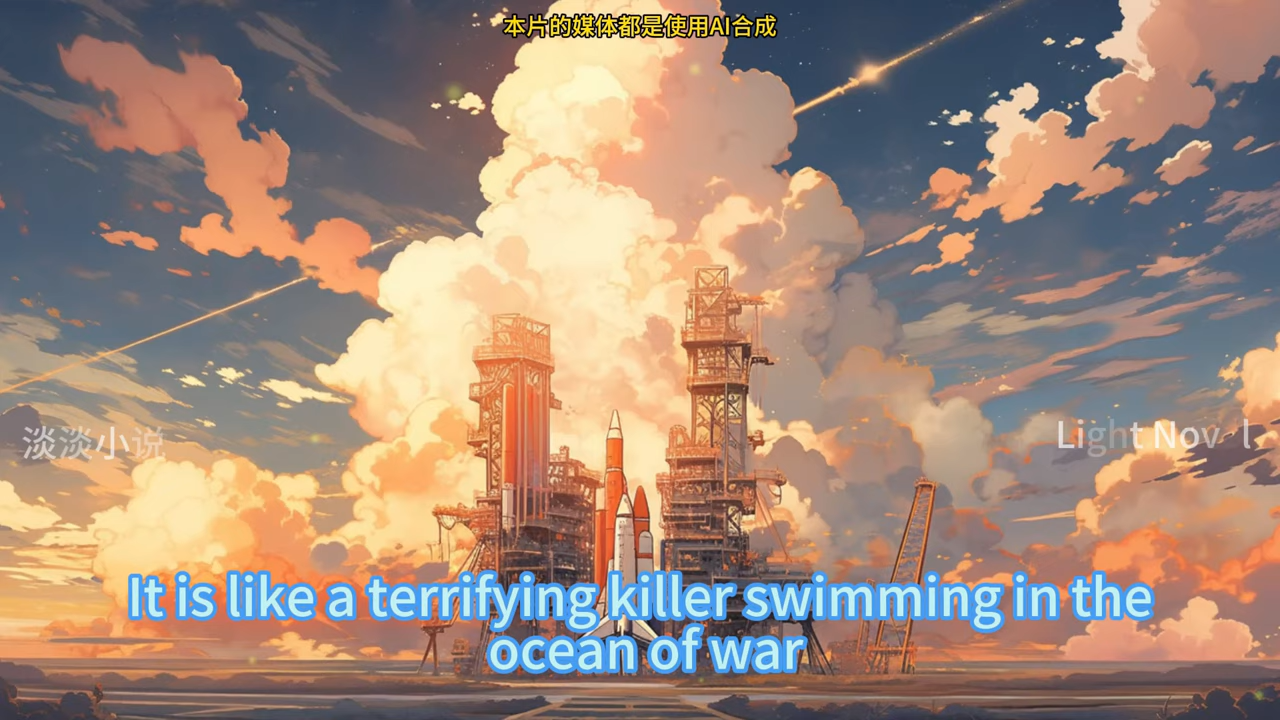 本片的媒体都是使用AI合成
淡淡小说
Light Nov l
It is like a terrifying killer swimming in the
ocean of war